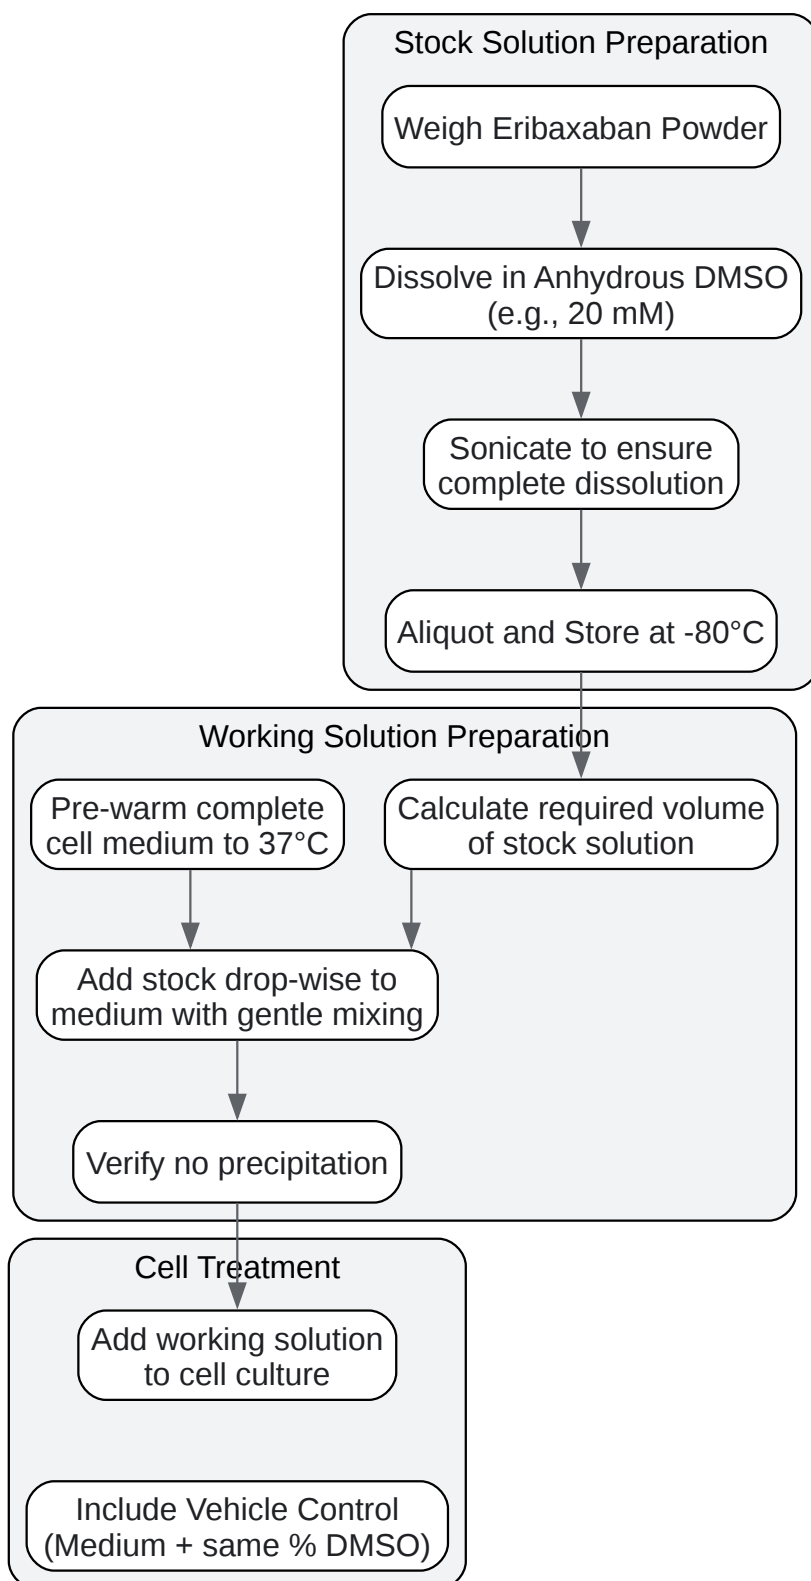 Stock Solution Preparation
Weigh Eribaxaban Powder
Dissolve in Anhydrous DMSO
(e.g., 20 mM)
Sonicate to ensure
complete dissolution
Aliquot and Store at -80°C
Working Solution Preparation
Pre-warm complete
cell medium to 37°C
Calculate required volume
of stock solution
Add stock drop-wise to
medium with gentle mixing
Verify no precipitation
Cell Treatment
Add working solution
to cell culture
Include Vehicle Control
(Medium + same % DMSO)